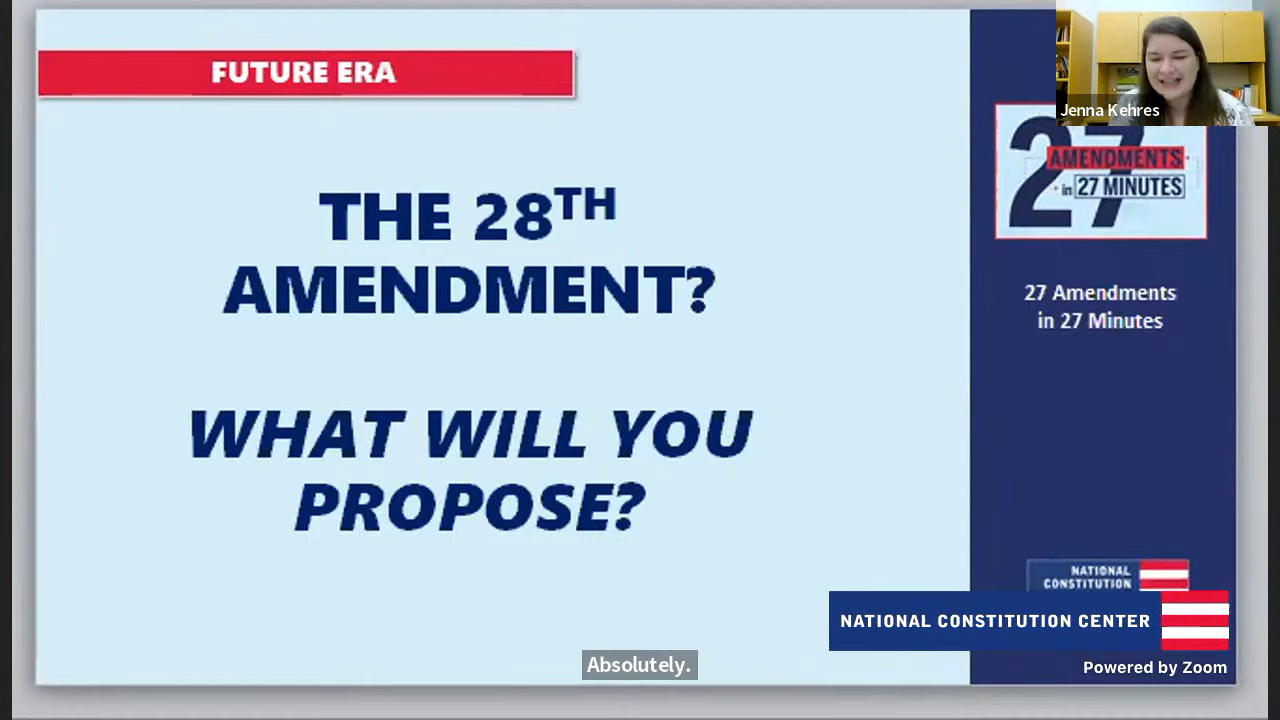 FUTURE ERA
THE 28TH
AMENDMENT?
WHAT WILL YOU
PROPOSE?
Jenna Kehres
27
AMENDMENTS
in 27 MINUTES
27 Amendments
in 27 Minutes
NATIONAL
CONSTITUTION
NATIONAL CONSTITUTION CENTER
Absolutely.
Powered by Zoom